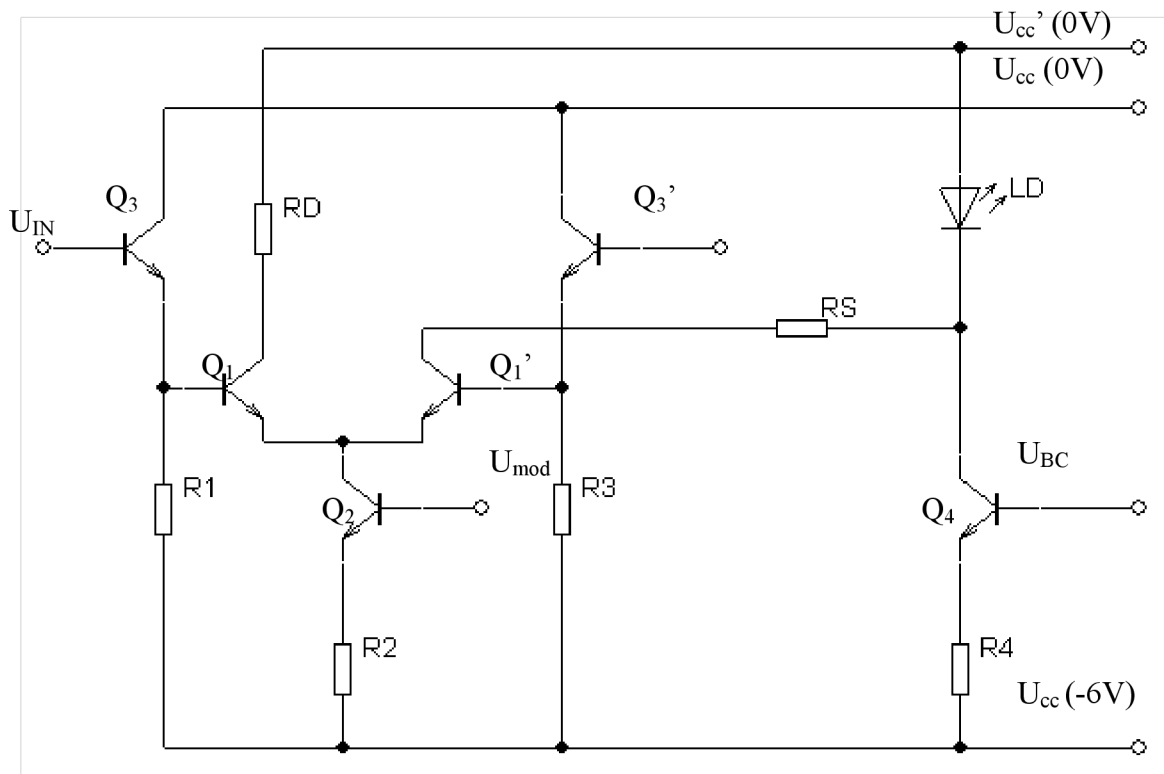 Ucc’ (0V)
Ucc (0V)
Q3
UIN
RD
Q3’
LD
RS
Q1
Q1’
Umod
UBC
R1
Q2
R3
Q4
R2
R4
Ucc (-6V)